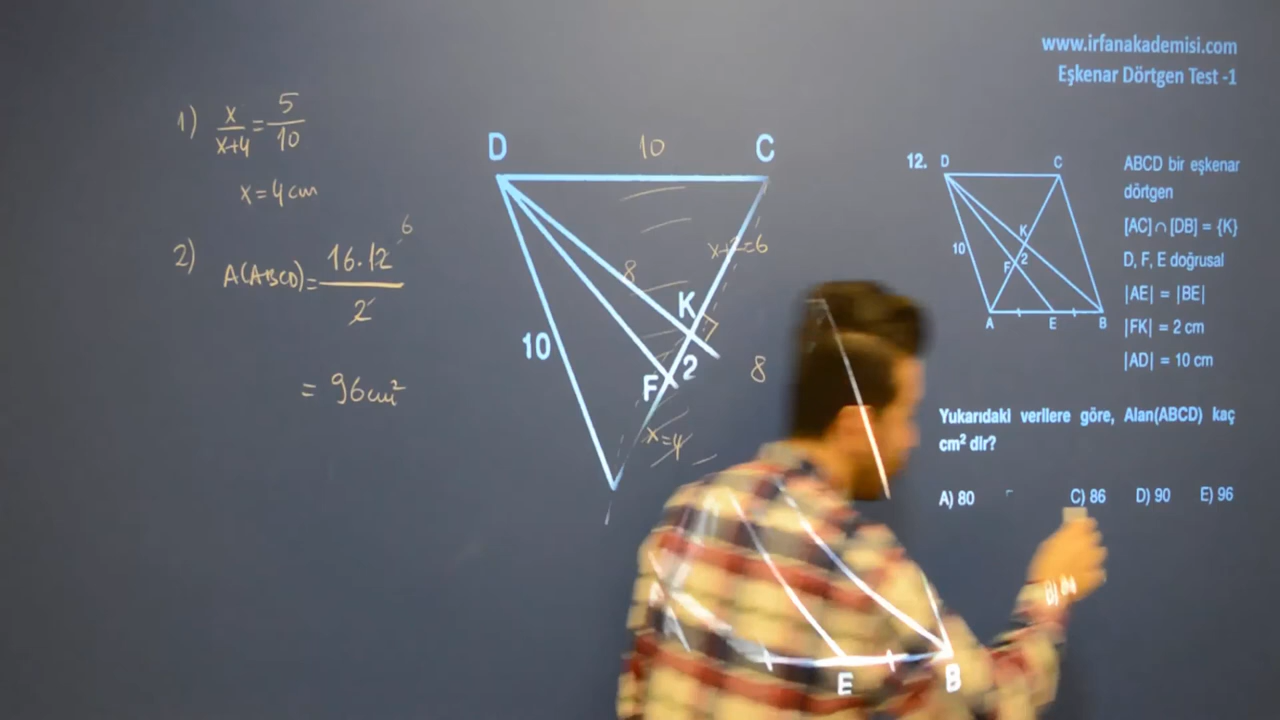 www.irfanakademisi.com
Eşkenar Dörtgen Test -1
1) x/x+4 = 5/10
x = 4 cm
2) A(ABCD) = 16.12/2 6
= 96 cm²
D 10 C
x+2=6
8
K
10
F 2
8
x=4
E B
12. D C
K
10
F 2
A E B
ABCD bir eşkenar
dörtgen
[AC]∩[DB] = {K}
D, F, E doğrusal
|AE| = |BE|
|FK| = 2 cm
|AD| = 10 cm
Yukarıdaki verilere göre, Alan(ABCD) kaç
cm² dir?
A) 80 C) 86 D) 90 E) 96